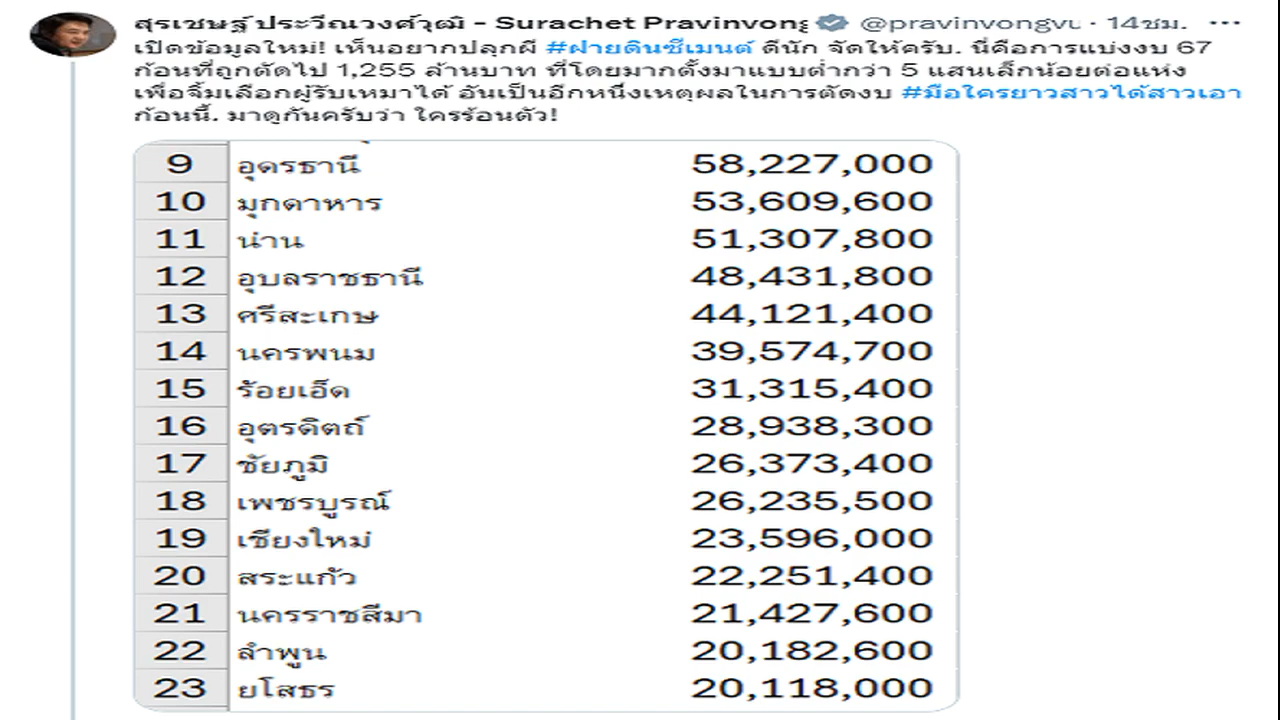 สุรเชษฐ์ ประวีณวงศ์วุฒิ - Surachet Pravinvong @pravinvongvu · 14ชม. ···
เปิดข้อมูลใหม่! เห็นอยากปลุกผี #ฝายดินซีเมนต์ ดีนัก จัดให้ครับ. นี่คือการแบ่งงบ 67
ก้อนที่ถูกตัดไป 1,255 ล้านบาท ที่โดยมากตั้งมาแบบต่ำกว่า 5 แสนเล็กน้อยต่อแห่ง
เพื่อจิ้มเลือกผู้รับเหมาได้ อันเป็นอีกหนึ่งเหตุผลในการตัดงบ #มือใครยาวสาวได้สาวเอา
ก้อนนี้. มาดูกันครับว่า ใครร้อนตัว!
9 อุดรธานี 58,227,000
10 มุกดาหาร 53,609,600
11 น่าน 51,307,800
12 อุบลราชธานี 48,431,800
13 ศรีสะเกษ 44,121,400
14 นครพนม 39,574,700
15 ร้อยเอ็ด 31,315,400
16 อุตรดิตถ์ 28,938,300
17 ชัยภูมิ 26,373,400
18 เพชรบูรณ์ 26,235,500
19 เชียงใหม่ 23,596,000
20 สระแก้ว 22,251,400
21 นครราชสีมา 21,427,600
22 ลำพูน 20,182,600
23 ยโสธร 20,118,000